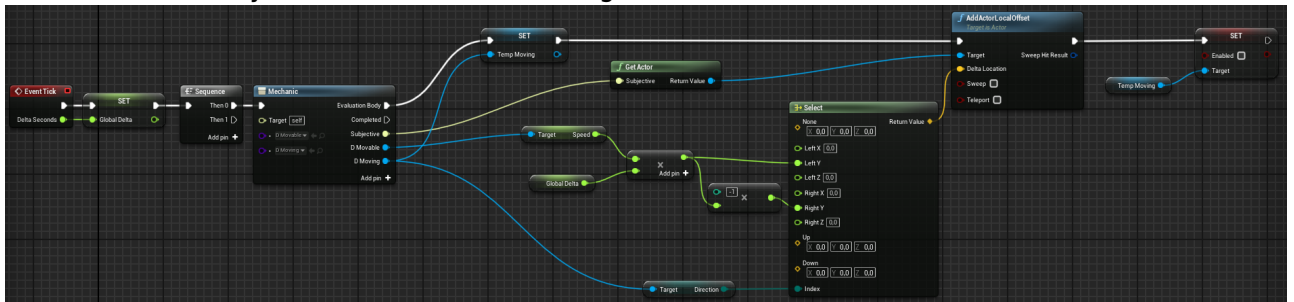 Event Tick
Delta Seconds
SET
Global Delta
Sequence
Then 0
Then 1
Add pin +
Mechanic
Evaluation Body
Target self
Completed
D Movable
Subjective
D Moving
D Movable
D Moving
Add pin +
SET
Temp Moving
f Get Actor
Subjective Return Value
Target Speed
Global Delta
x
Add pin +
-1
x
Target Direction
Select
None
Return Value
X 0,0 Y 0,0 Z 0,0
Left X 0,0
Left Y
Left Z 0,0
Right X 0,0
Right Y
Right Z 0,0
Up
X 0,0 Y 0,0 Z 0,0
Down
X 0,0 Y 0,0 Z 0,0
Index
f AddActorLocalOffset
Target is Actor
Target Sweep Hit Result
Delta Location
Sweep
Teleport
Temp Moving
SET
Enabled
Target